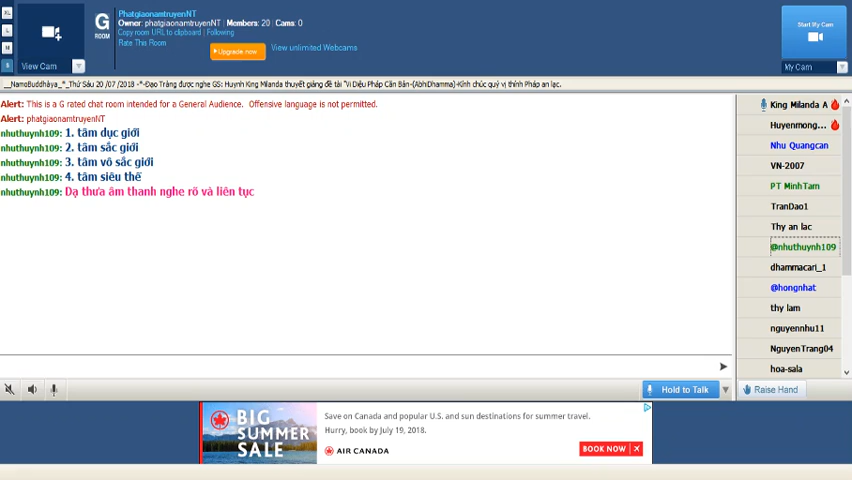 XL
L
M
S
View Cam
G
ROOM
PhatgiaonamtruyenNT
Owner: phatgiaonamtruyenNT | Members: 20 | Cams: 0
Copy room URL to clipboard | Following
Rate This Room
Upgrade now
View unlimited Webcams
Start My Cam
My Cam
__NamoBuddhàya_*_Thứ Sáu 20 /07 /2018 -*-Đạo Tràng được nghe GS: Huynh King Milanda thuyết giảng đề tài "Vi Diệu Pháp Căn Bản-(AbhiDhamma)-Kính chúc quý vị thính Pháp an lạc.
Alert: This is a G rated chat room intended for a General Audience. Offensive language is not permitted.
Alert: phatgiaonamtruyenNT
nhuthuynh109: 1. tâm dục giới
nhuthuynh109: 2. tâm sắc giới
nhuthuynh109: 3. tâm vô sắc giới
nhuthuynh109: 4. tâm siêu thế
nhuthuynh109: Dạ thưa âm thanh nghe rõ và liên tục
King Milanda A
Huyenmong...
Nhu Quangcan
VN-2007
PT MinhTam
TranDao1
Thy an lac
@nhuthuynh109
dhammacari_1
@hongnhat
thy lam
nguyennhu11
NguyenTrang04
hoa-sala
Hold to Talk
Raise Hand
BIG
SUMMER
SALE
Save on Canada and popular U.S. and sun destinations for summer travel.
Hurry, book by July 19, 2018.
AIR CANADA
BOOK NOW